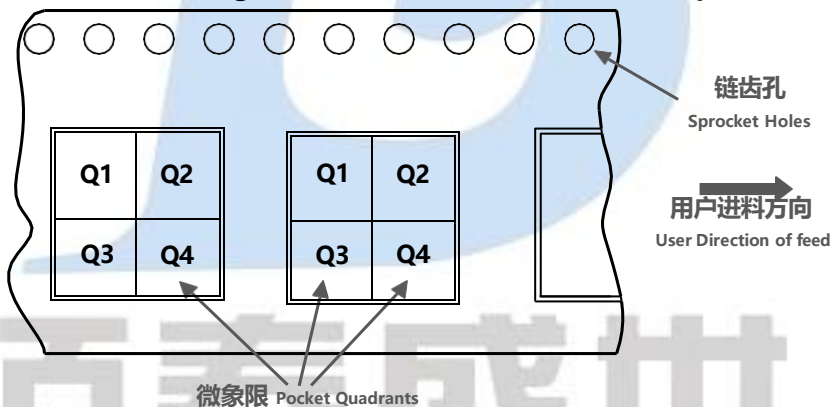 链齿孔
Sprocket Holes
Q1 Q2 Q1 Q2
用户进料方向
User Direction of feed
Q3 Q4 Q3 Q4
微象限 Pocket Quadrants